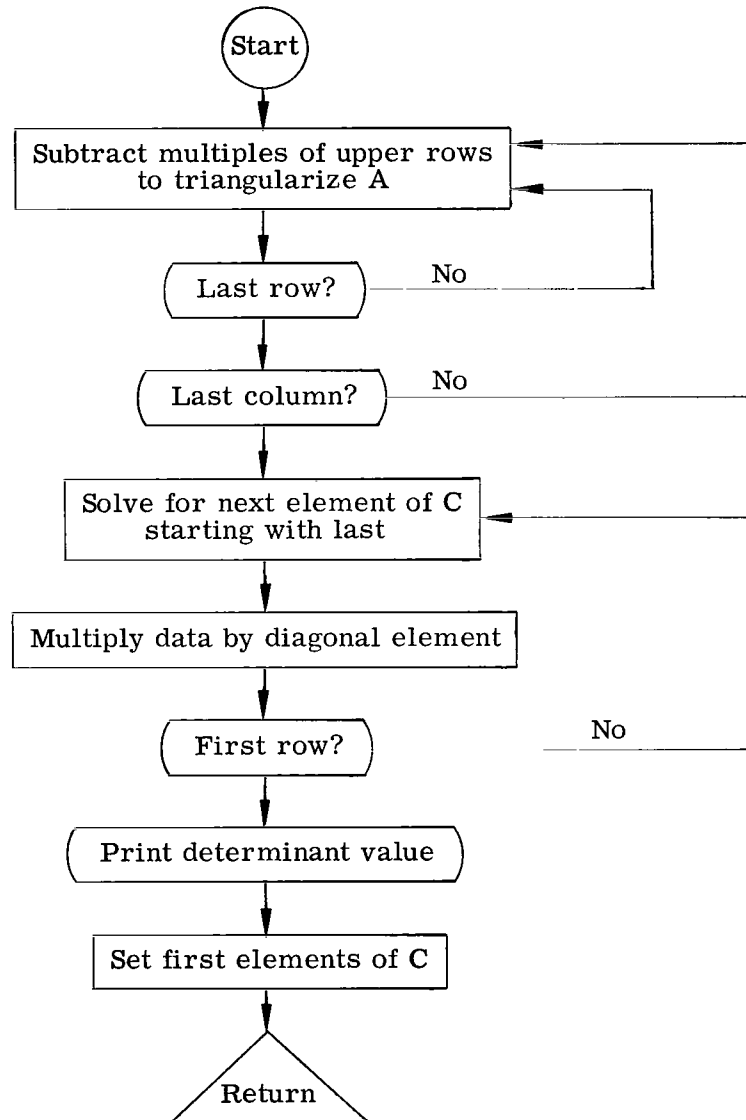 Start
Subtract multiples of upper rows
to triangularize A
Last row?
No
Last column?
No
Solve for next element of C
starting with last
Multiply data by diagonal element
First row?
No
Print determinant value
Set first elements of C
Return